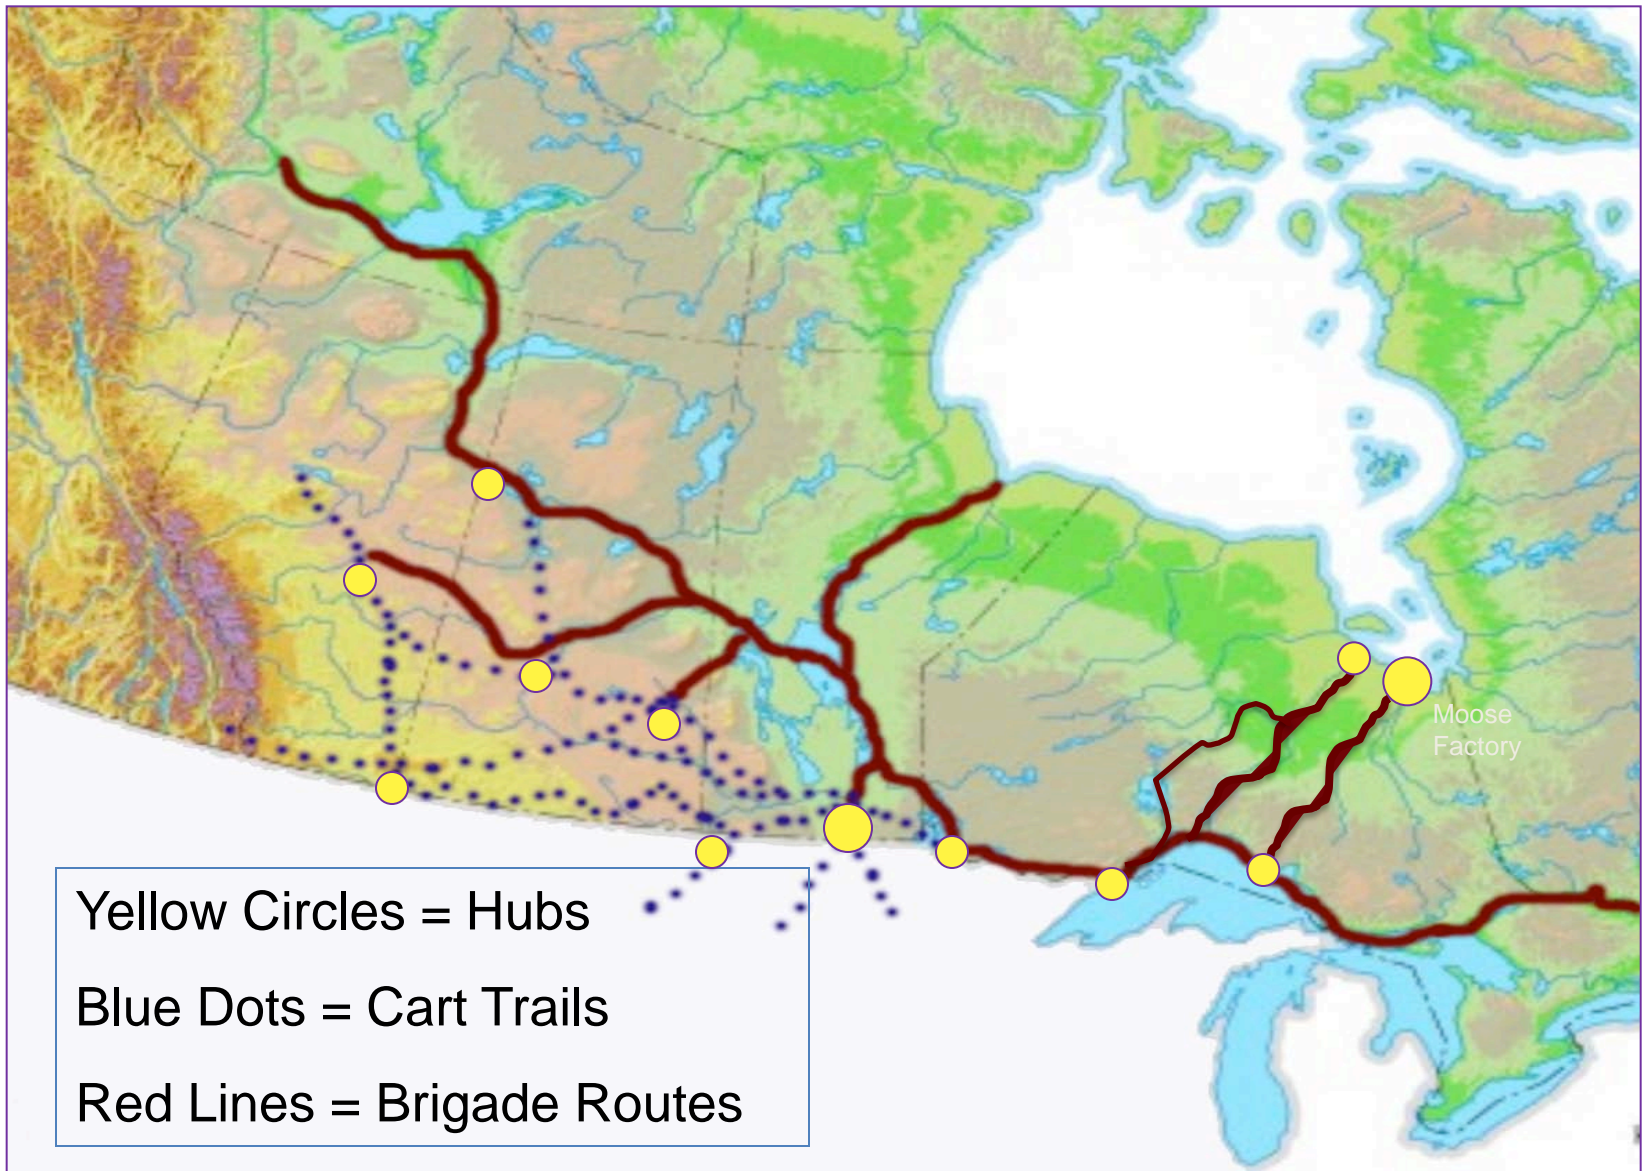 Moose
Factory
Yellow Circles = Hubs
Blue Dots = Cart Trails
Red Lines = Brigade Routes